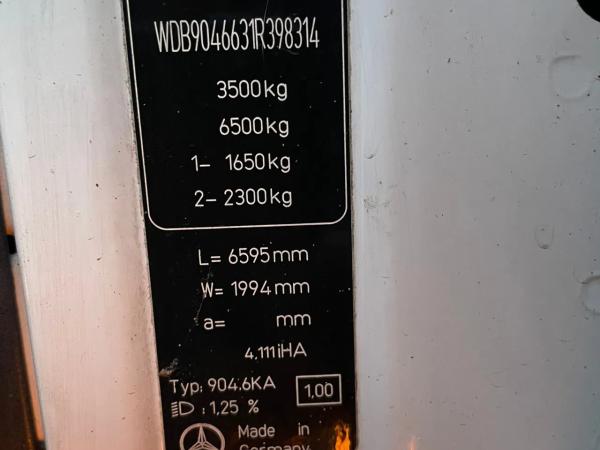 WDB9046631R398314
3500kg
6500kg
1- 1650kg
2- 2300kg
L= 6595mm
W= 1994mm
a= mm
4.111iHA
Typ: 904.6KA 1,00
: 1,25 %
Made in
Germany